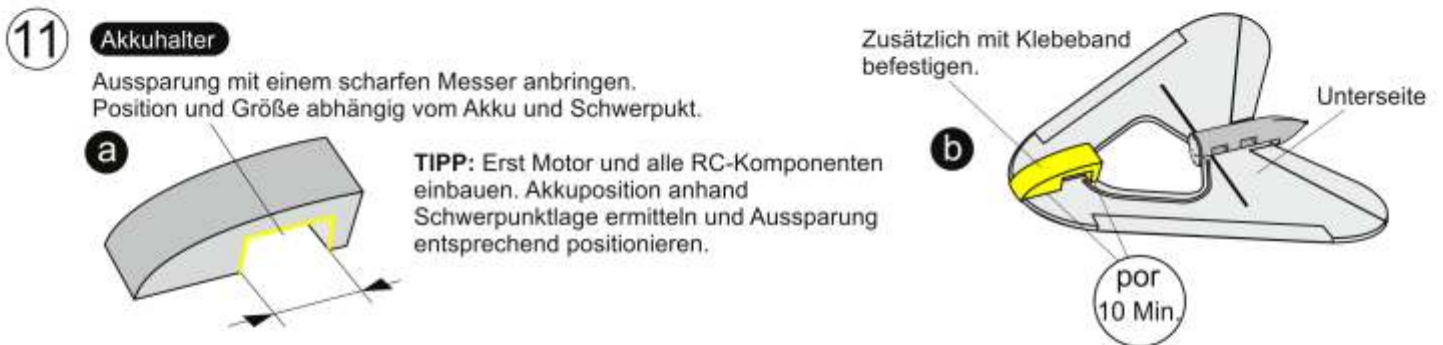 11 Akkuhalter
Aussparung mit einem scharfen Messer anbringen.
Position und Größe abhängig vom Akku und Schwerpukt.
a
TIPP: Erst Motor und alle RC-Komponenten
einbauen. Akkuposition anhand
Schwerpunktlage ermitteln und Aussparung
entsprechend positionieren.
Zusätzlich mit Klebeband
befestigen.
Unterseite
b
por
10 Min.